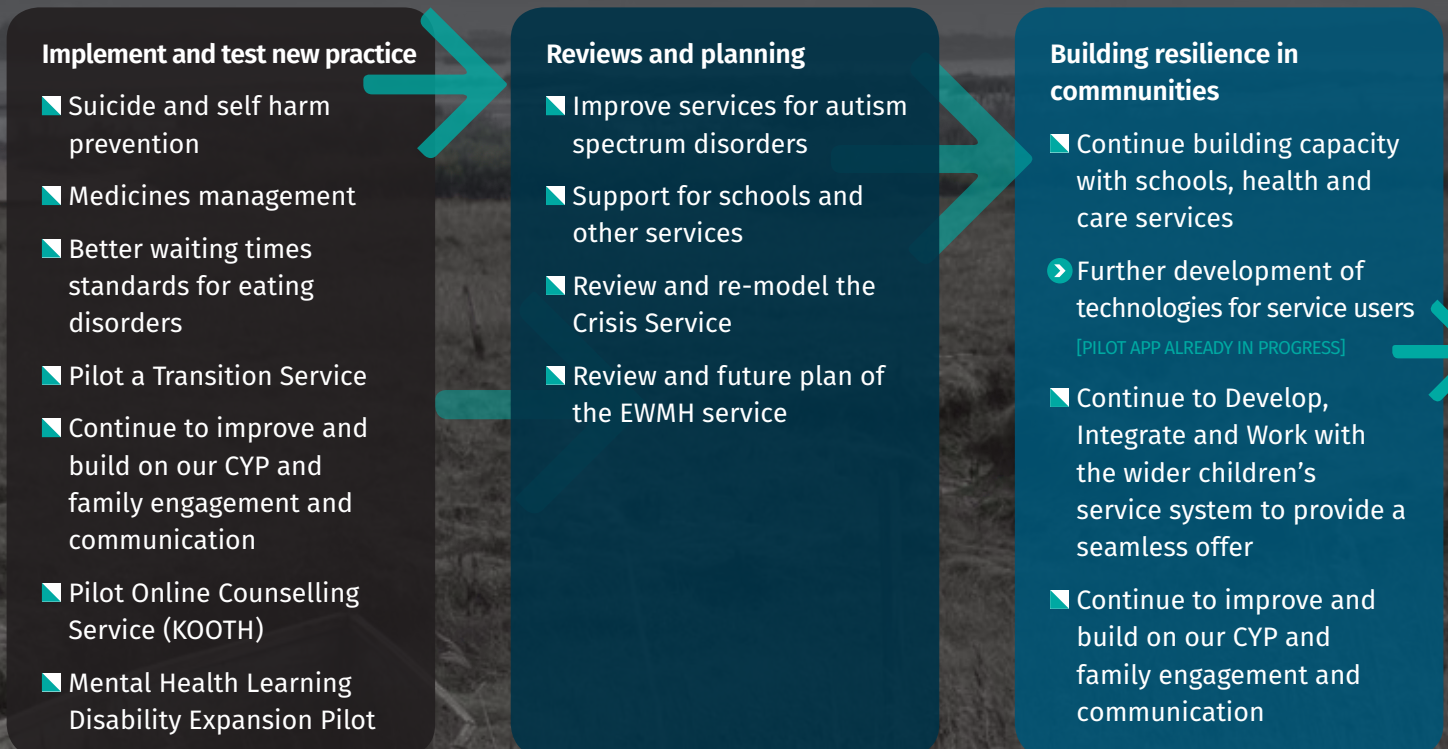 Implement and test new practice
Suicide and self harm
prevention
Medicines management
Better waiting times
standards for eating
disorders
Pilot a Transition Service
Continue to improve and
build on our CYP and
family engagement and
communication
Pilot Online Counselling
Service (KOOTH)
Mental Health Learning
Disability Expansion Pilot
Reviews and planning
Improve services for autism
spectrum disorders
Support for schools and
other services
Review and re-model the
Crisis Service
Review and future plan of
the EWMH service
Building resilience in
commnunities
Continue building capacity
with schools, health and
care services
Further development of
technologies for service users
[PILOT APP ALREADY IN PROGRESS]
Continue to Develop,
Integrate and Work with
the wider children’s
service system to provide a
seamless offer
Continue to improve and
build on our CYP and
family engagement and
communication